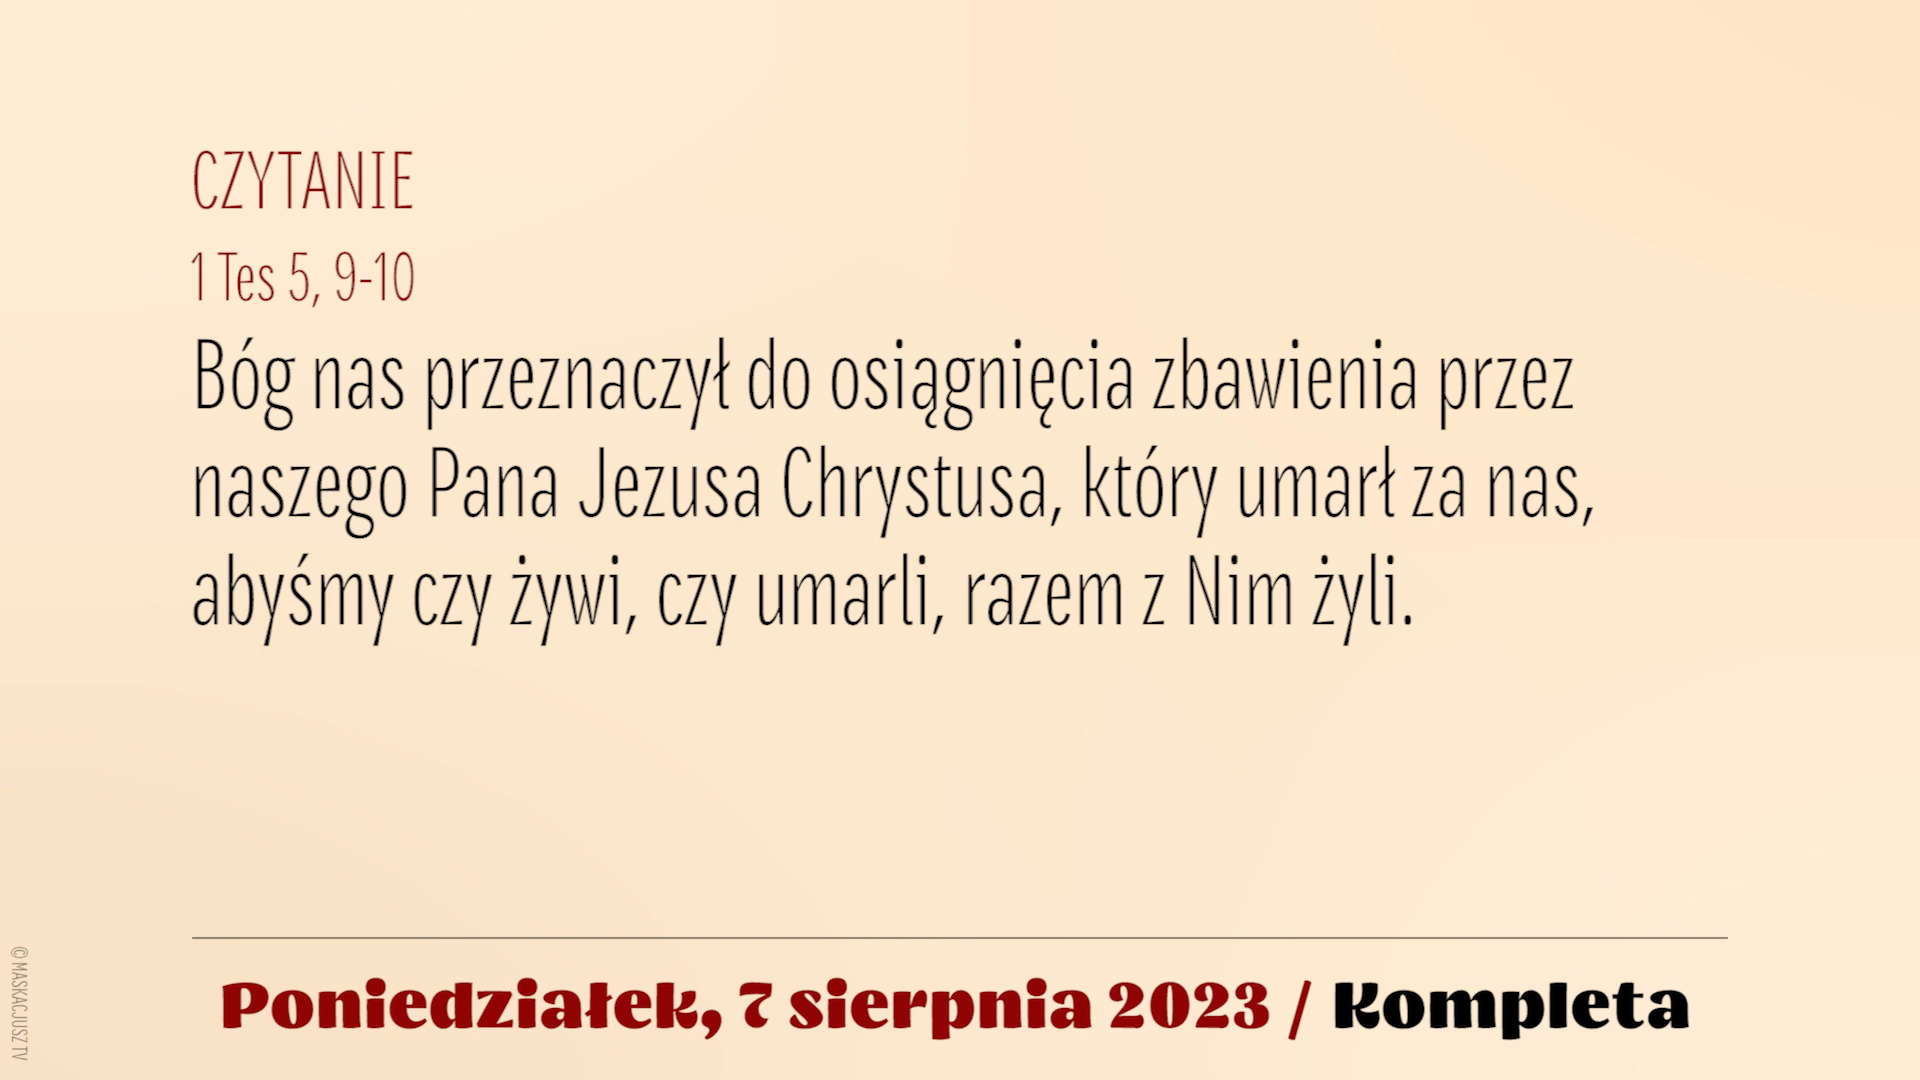 CZYTANIE
1 Tes 5, 9-10
Bóg nas przeznaczył do osiągnięcia zbawienia przez
naszego Pana Jezusa Chrystusa, który umarł za nas,
abyśmy czy żywi, czy umarli, razem z Nim żyli.
Poniedziałek, 7 sierpnia 2023 / Kompleta
© MASKACJUSZ TV